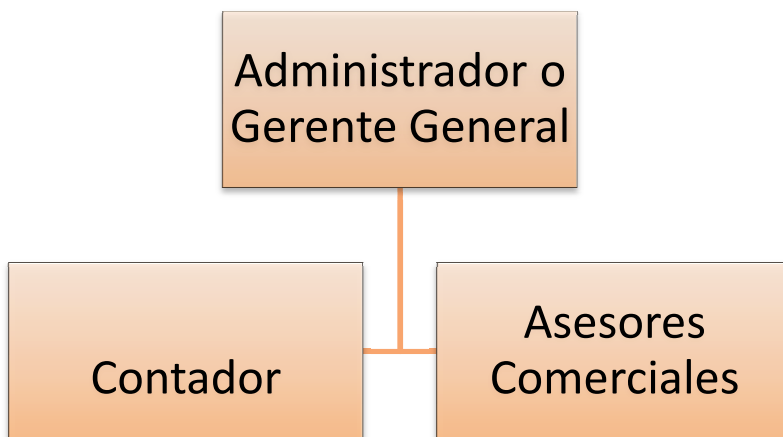 Administrador o
Gerente General
Contador
Asesores
Comerciales